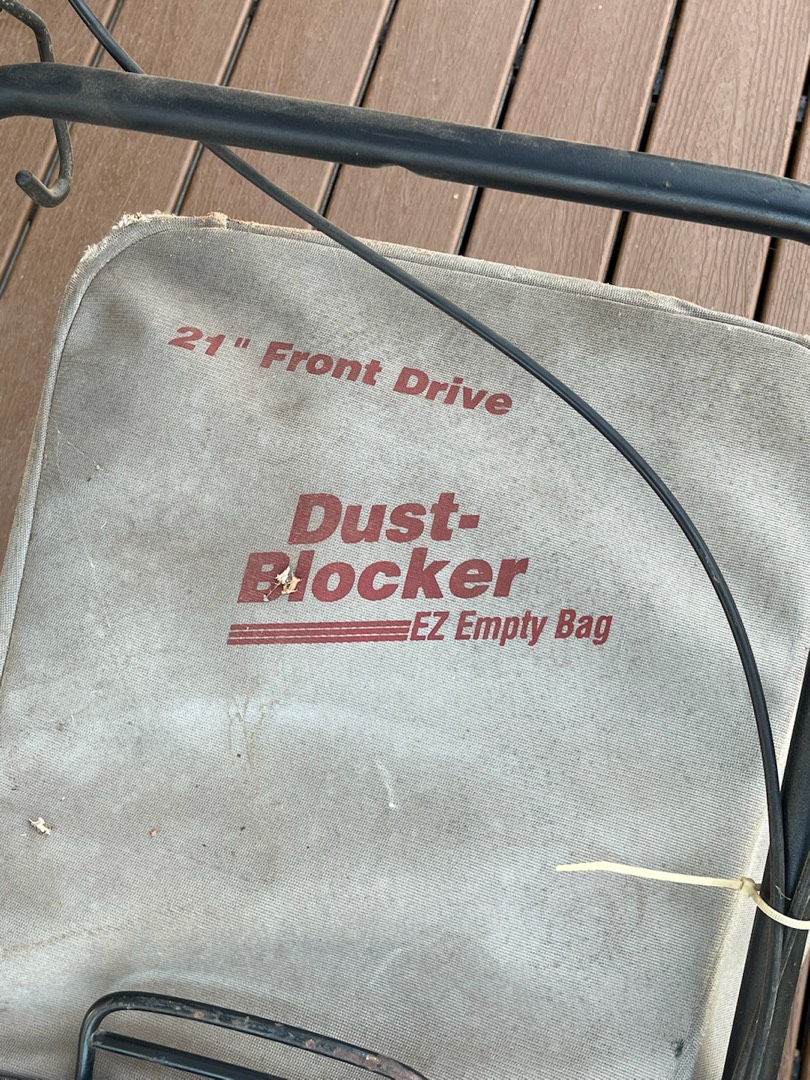 21" Front Drive
Dust-
Blocker
EZ Empty Bag